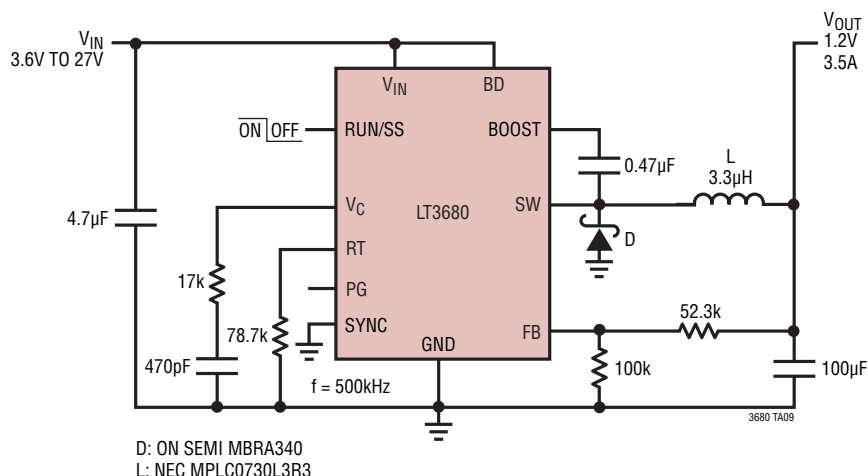 VIN
3.6V TO 27V
VOUT
1.2V
3.5A
VIN
BD
ON OFF
RUN/SS
BOOST
0.47µF
L
3.3µH
4.7µF
VC
LT3680
SW
D
RT
17k
PG
78.7k
SYNC
FB
52.3k
GND
470pF
f = 500kHz
100k
100µF
3680 TA09
D: ON SEMI MBRA340
L: NEC MPLC0730L3R3